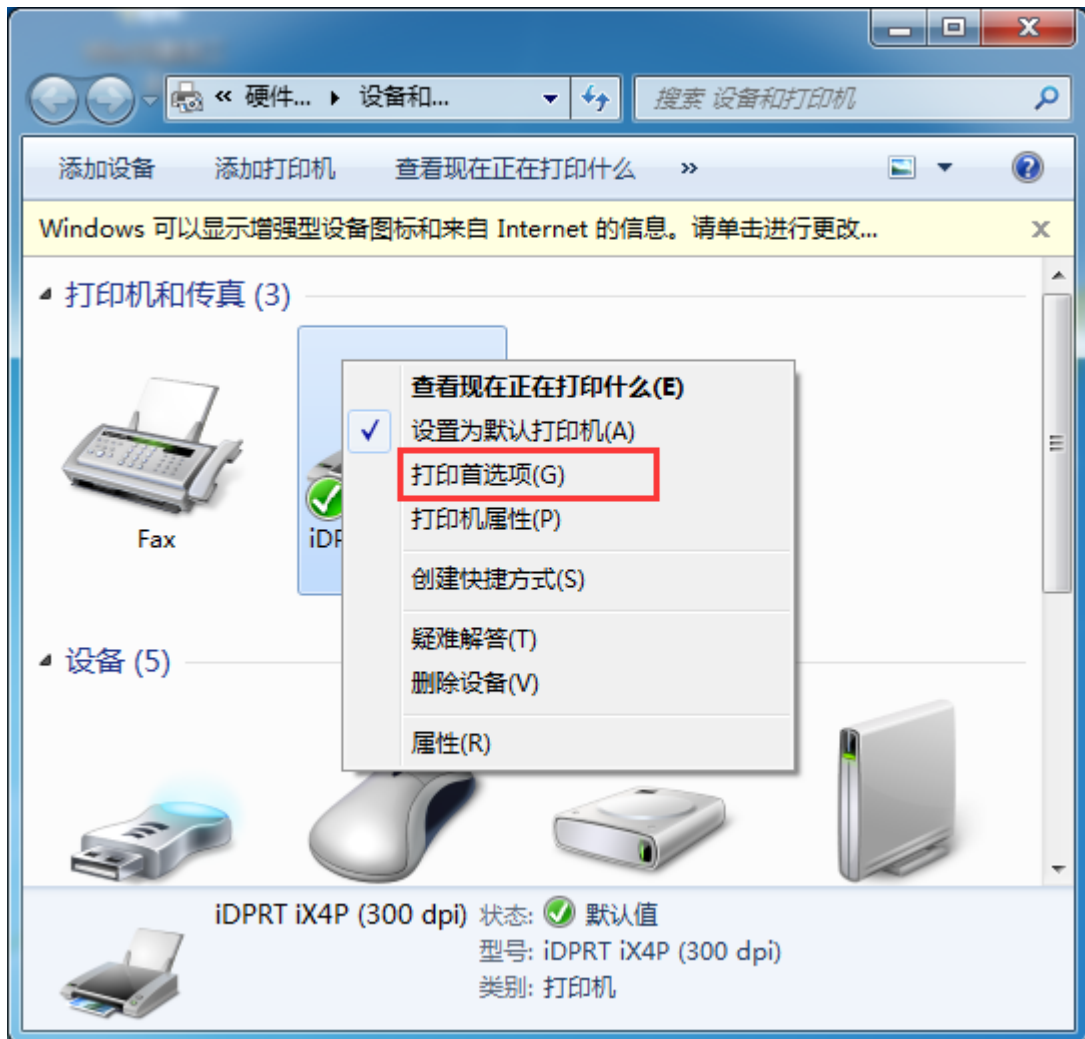 « 硬件... ▸ 设备和...
搜索 设备和打印机
添加设备 添加打印机 查看现在正在打印什么 »
Windows 可以显示增强型设备图标和来自 Internet 的信息。请单击进行更改... x
打印机和传真 (3)
查看现在正在打印什么(E)
设置为默认打印机(A)
打印首选项(G)
打印机属性(P)
创建快捷方式(S)
疑难解答(T)
删除设备(V)
属性(R)
Fax
设备 (5)
iDPRT iX4P (300 dpi) 状态: 默认值
型号: iDPRT iX4P (300 dpi)
类别: 打印机